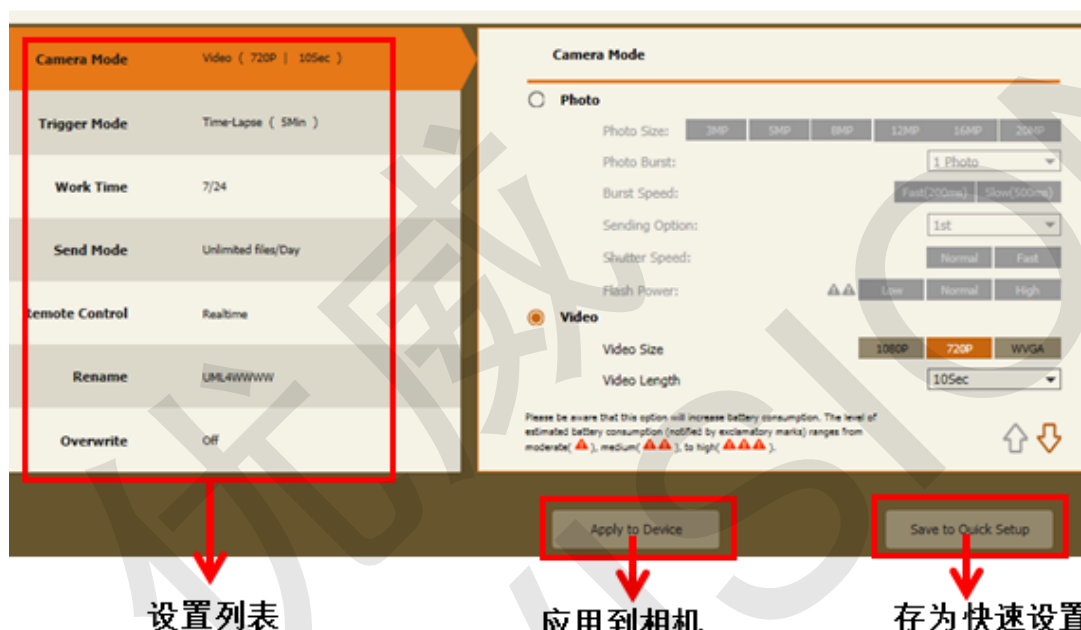 Camera Mode Video ( 720P | 10Sec )
Trigger Mode Time-Lapse ( 5Min )
Work Time 7/24
Send Mode Unlimited files/Day
Remote Control Realtime
Rename UML4WWWW
Overwrite Off
Camera Mode
Photo
Photo Size: 3MP 5MP 8MP 12MP 16MP 20MP
Photo Burst: 1 Photo
Burst Speed: Fast(200ms) Slow(500ms)
Sending Option: 1st
Shutter Speed: Normal Fast
Flash Power: Low Normal High
Video
Video Size 1080P 720P WVGA
Video Length 10Sec
Please be aware that this option will increase battery consumption. The level of
estimated battery consumption (notified by exclamatory marks) ranges from
moderate( ), medium( ), to high( ).
Apply to Device Save to Quick Setup
设置列表 应用到相机 存为快速设置
优威
VISION